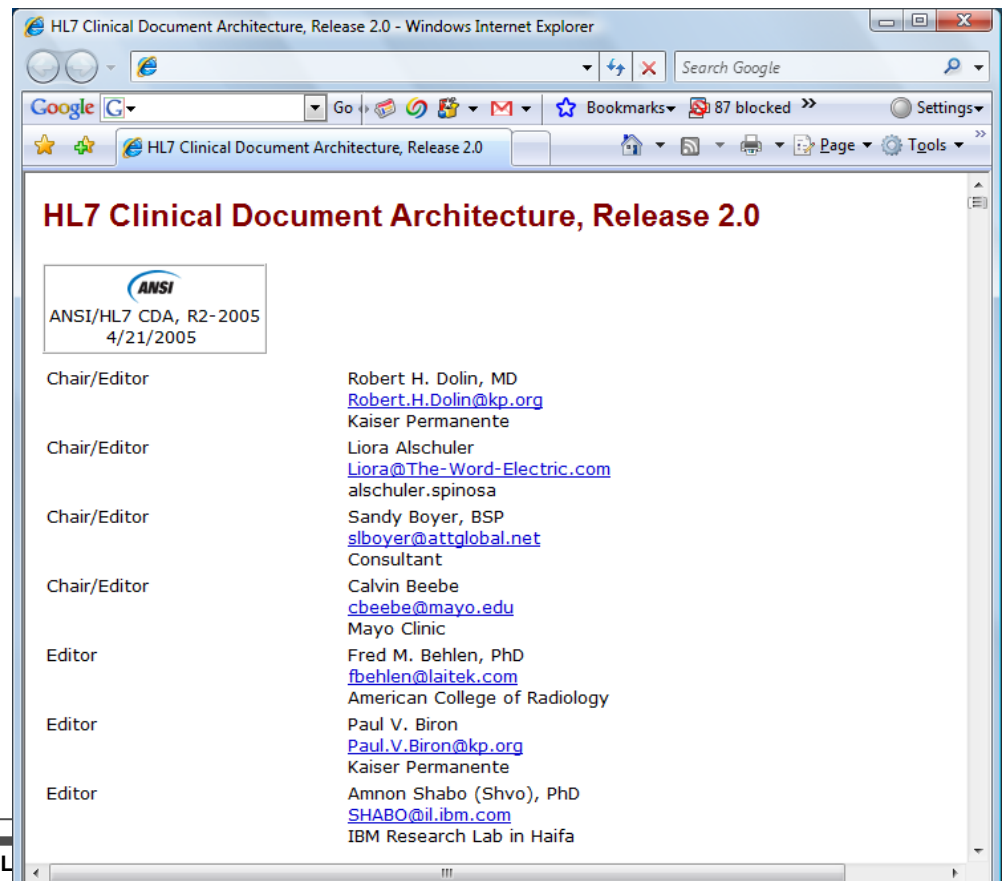 HL7 Clinical Document Architecture, Release 2.0 - Windows Internet Explorer
Search Google
Google G Go Bookmarks 87 blocked >> Settings
HL7 Clinical Document Architecture, Release 2.0 Page Tools >>
HL7 Clinical Document Architecture, Release 2.0
ANSI
ANSI/HL7 CDA, R2-2005
4/21/2005
Chair/Editor Robert H. Dolin, MD
Robert.H.Dolin@kp.org
Kaiser Permanente
Chair/Editor Liora Alschuler
Liora@The-Word-Electric.com
alschuler.spinosa
Chair/Editor Sandy Boyer, BSP
slboyer@attglobal.net
Consultant
Chair/Editor Calvin Beebe
cbeebe@mayo.edu
Mayo Clinic
Editor Fred M. Behlen, PhD
fbehlen@laitek.com
American College of Radiology
Editor Paul V. Biron
Paul.V.Biron@kp.org
Kaiser Permanente
Editor Amnon Shabo (Shvo), PhD
SHABO@il.ibm.com
IBM Research Lab in Haifa
L